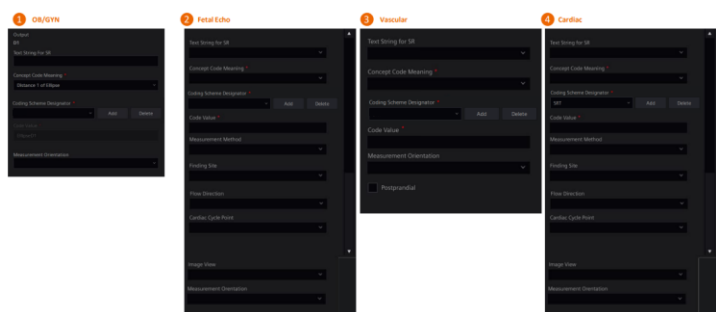 1 OB/GYN
Output
SR
Text String for SR
Concept Code Meaning *
Distance 1 of Ellipse
Coding Scheme Designator *
Add Delete
Code Value *
Measurement Orientation
2 Fetal Echo
Text String for SR
Concept Code Meaning *
Coding Scheme Designator *
Add Delete
Code Value *
Measurement Method
Finding Site
Flow Direction
Cardiac Cycle Point
Image View
Measurement Orientation
3 Vascular
Text String for SR
Concept Code Meaning *
Coding Scheme Designator *
Add Delete
Code Value *
Measurement Orientation
Postprandial
4 Cardiac
Text String for SR
Concept Code Meaning *
Coding Scheme Designator *
SRT Add Delete
Code Value *
Measurement Method
Finding Site
Flow Direction
Cardiac Cycle Point
Image View
Measurement Orientation